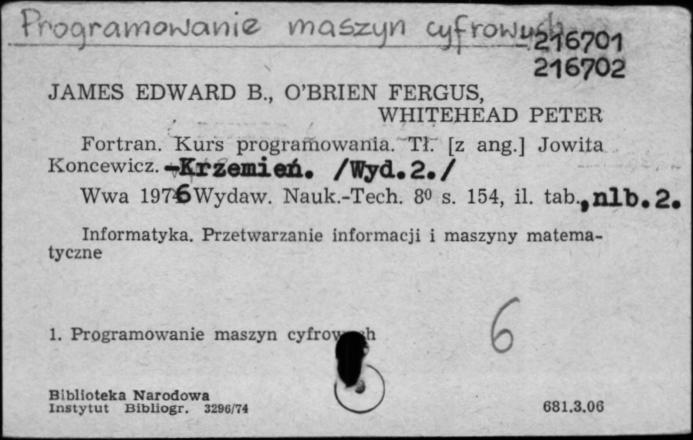 Programowanie maszyn cyfrowych
216701
216702
JAMES EDWARD B., O'BRIEN FERGUS,
WHITEHEAD PETER
Fortran. Kurs programowania. Tł. [z ang.] Jowita
Koncewicz.-Krzemień. /Wyd.2./
Wwa 1976 Wydaw. Nauk.-Tech. 8⁰ s. 154, il. tab.,nlb.2.
Informatyka. Przetwarzanie informacji i maszyny matema-
tyczne
1. Programowanie maszyn cyfrowych
6
Biblioteka Narodowa
Instytut Bibliogr. 3296/74
681.3.06